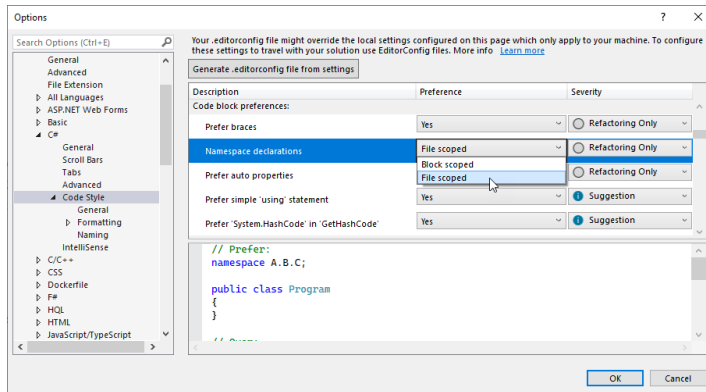 Options
? ×
Search Options (Ctrl+E)
General
Advanced
File Extension
All Languages
ASP.NET Web Forms
Basic
C#
General
Scroll Bars
Tabs
Advanced
Code Style
General
Formatting
Naming
IntelliSense
C/C++
CSS
Dockerfile
F#
HQL
HTML
JavaScript/TypeScript
Your .editorconfig file might override the local settings configured on this page which only apply to your machine. To configure
these settings to travel with your solution use EditorConfig files. More info Learn more
Generate .editorconfig file from settings
Description Preference Severity
Code block preferences:
Prefer braces Yes Refactoring Only
Namespace declarations File scoped Refactoring Only
Block scoped
File scoped
Prefer auto properties Refactoring Only
Prefer simple 'using' statement Yes Suggestion
Prefer 'System.HashCode' in 'GetHashCode' Yes Suggestion
// Prefer:
namespace A.B.C;
public class Program
{
}
OK Cancel